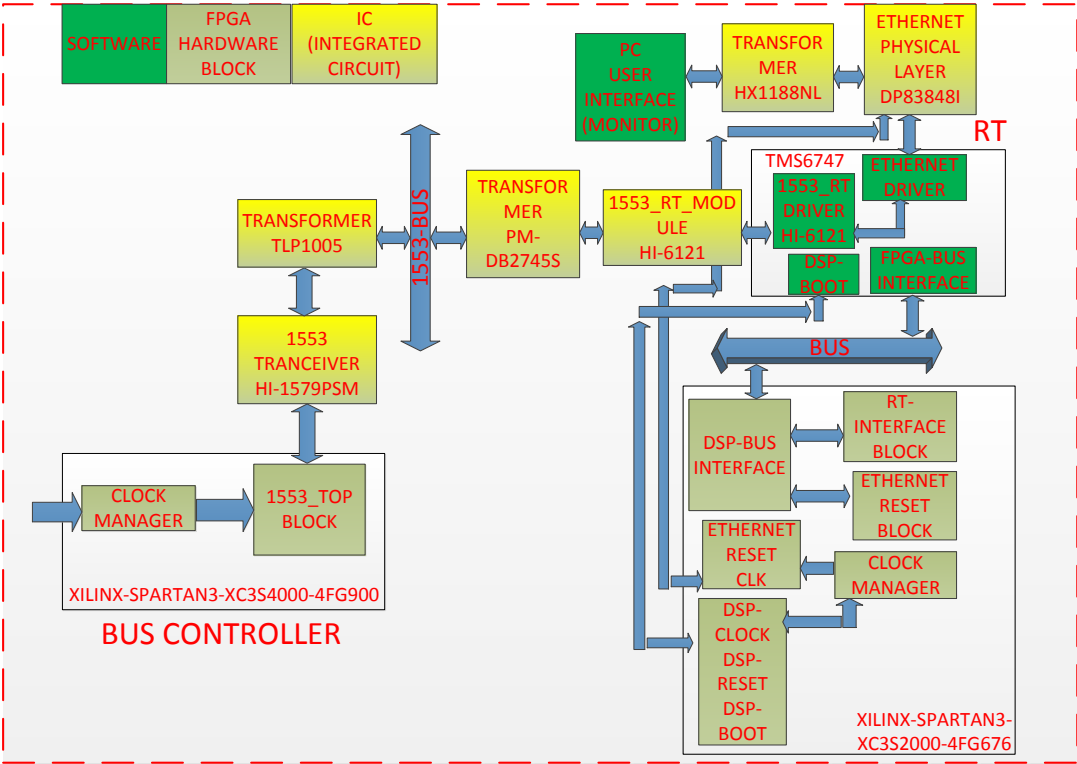 SOFTWARE
FPGA
HARDWARE
BLOCK
IC
(INTEGRATED
CIRCUIT)
PC
USER
INTERFACE
(MONITOR)
TRANSFOR
MER
HX1188NL
ETHERNET
PHYSICAL
LAYER
DP83848I
RT
TMS6747
ETHERNET
DRIVER
1553_RT
DRIVER
HI-6121
DSP-
BOOT
FPGA-BUS
INTERFACE
1553_RT_MOD
ULE
HI-6121
TRANSFOR
MER
PM-
DB2745S
1553-BUS
TRANSFORMER
TLP1005
1553
TRANCEIVER
HI-1579PSM
CLOCK
MANAGER
1553_TOP
BLOCK
XILINX-SPARTAN3-XC3S4000-4FG900
BUS CONTROLLER
BUS
DSP-BUS
INTERFACE
RT-
INTERFACE
BLOCK
ETHERNET
RESET
BLOCK
ETHERNET
RESET
CLK
CLOCK
MANAGER
DSP-
CLOCK
DSP-
RESET
DSP-
BOOT
XILINX-SPARTAN3-
XC3S2000-4FG676